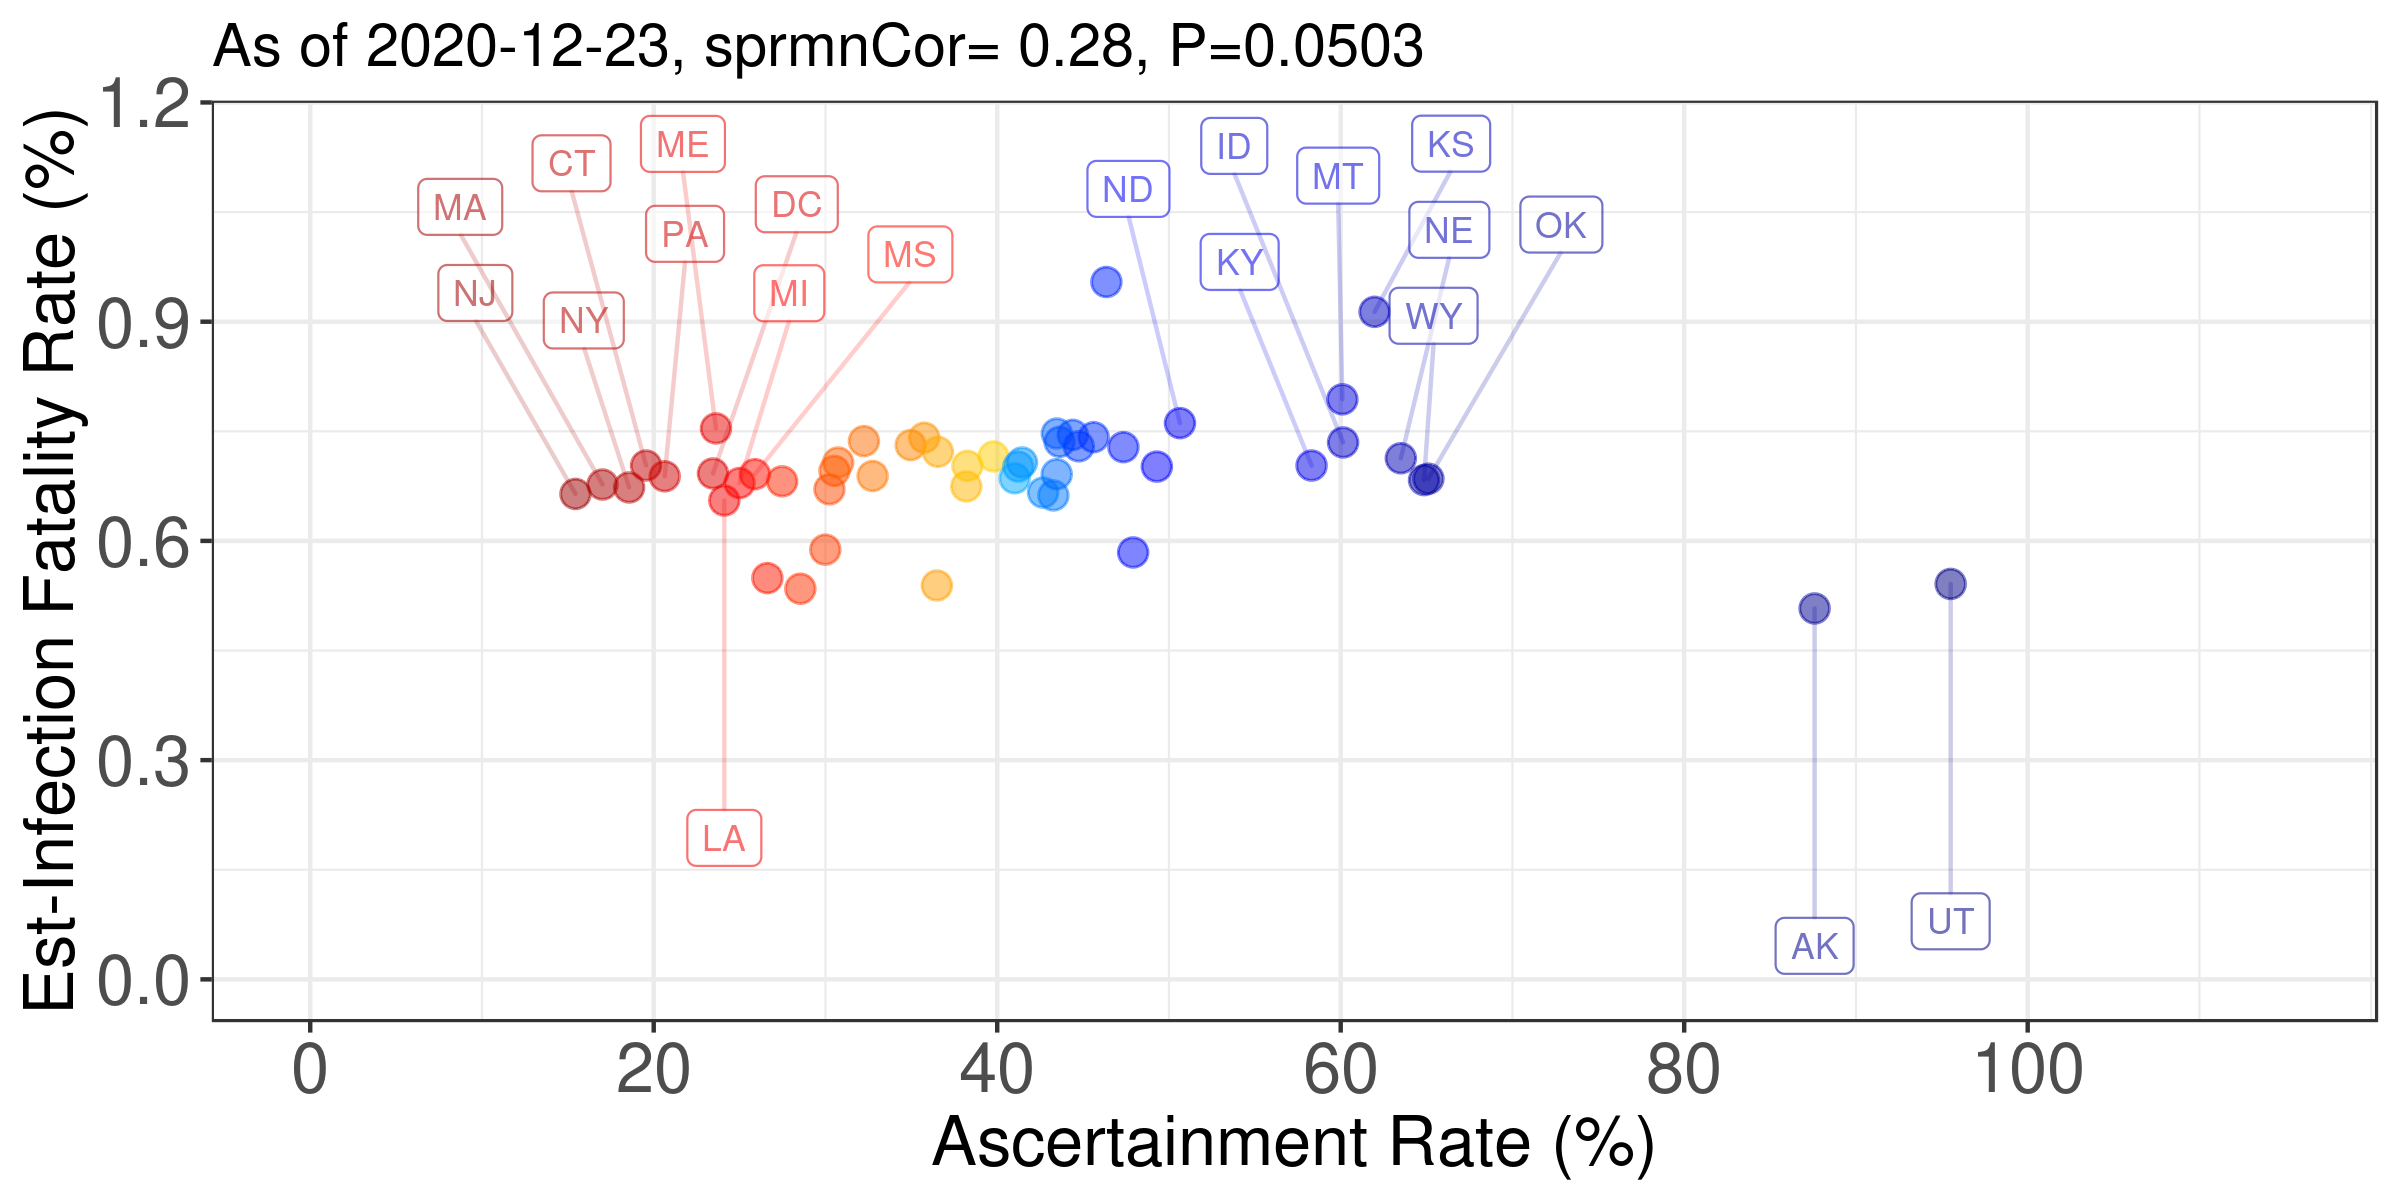 As of 2020-12-23, sprmnCor= 0.28, P=0.0503
Est-Infection Fatality Rate (%)
1.2
0.9
0.6
0.3
0.0
ME
CT
DC
MA
PA
MS
NJ
MI
NY
LA
ID
KS
MT
ND
NE
OK
KY
WY
AK
UT
0 20 40 60 80 100
Ascertainment Rate (%)